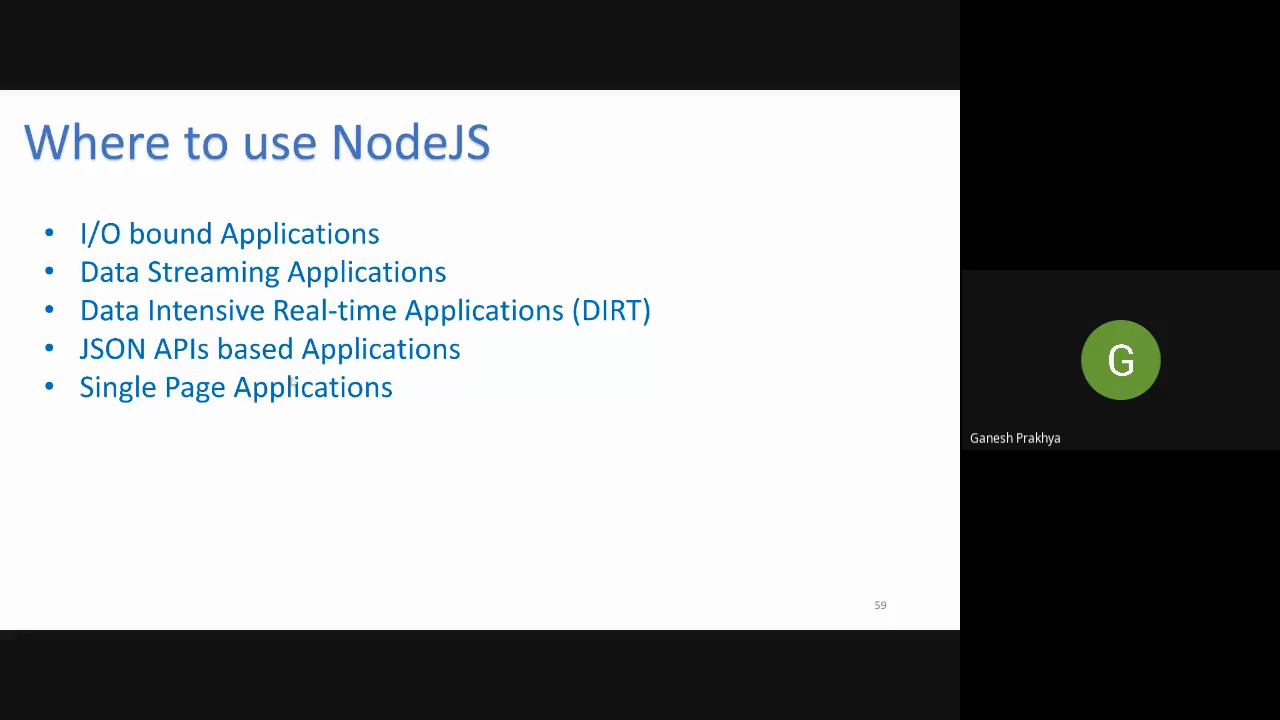 Where to use NodeJS
• I/O bound Applications
• Data Streaming Applications
• Data Intensive Real-time Applications (DIRT)
• JSON APIs based Applications
• Single Page Applications
59
G
Ganesh Prakhya